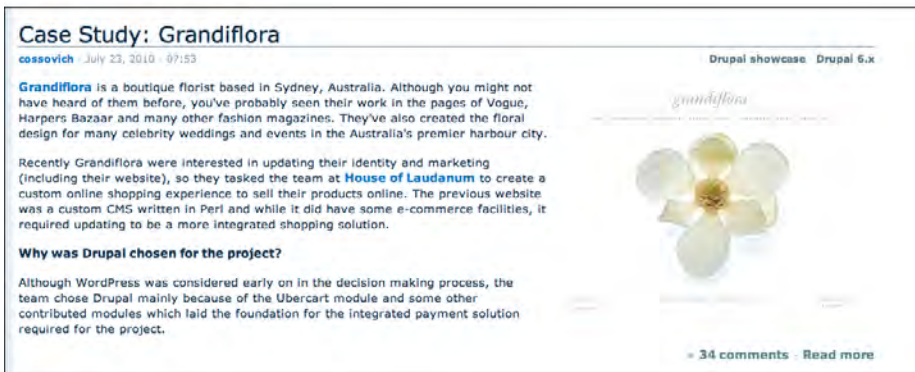 Case Study: Grandiflora
cossovich · July 23, 2010 - 07:53
Drupal showcase Drupal 6.x
Grandiflora is a boutique florist based in Sydney, Australia. Although you might not
have heard of them before, you've probably seen their work in the pages of Vogue,
Harpers Bazaar and many other fashion magazines. They've also created the floral
design for many celebrity weddings and events in the Australia's premier harbour city.
grandiflora
Recently Grandiflora were interested in updating their identity and marketing
(including their website), so they tasked the team at House of Laudanum to create a
custom online shopping experience to sell their products online. The previous website
was a custom CMS written in Perl and while it did have some e-commerce facilities, it
required updating to be a more integrated shopping solution.
Why was Drupal chosen for the project?
Although WordPress was considered early on in the decision making process, the
team chose Drupal mainly because of the Ubercart module and some other
contributed modules which laid the foundation for the integrated payment solution
required for the project.
» 34 comments · Read more